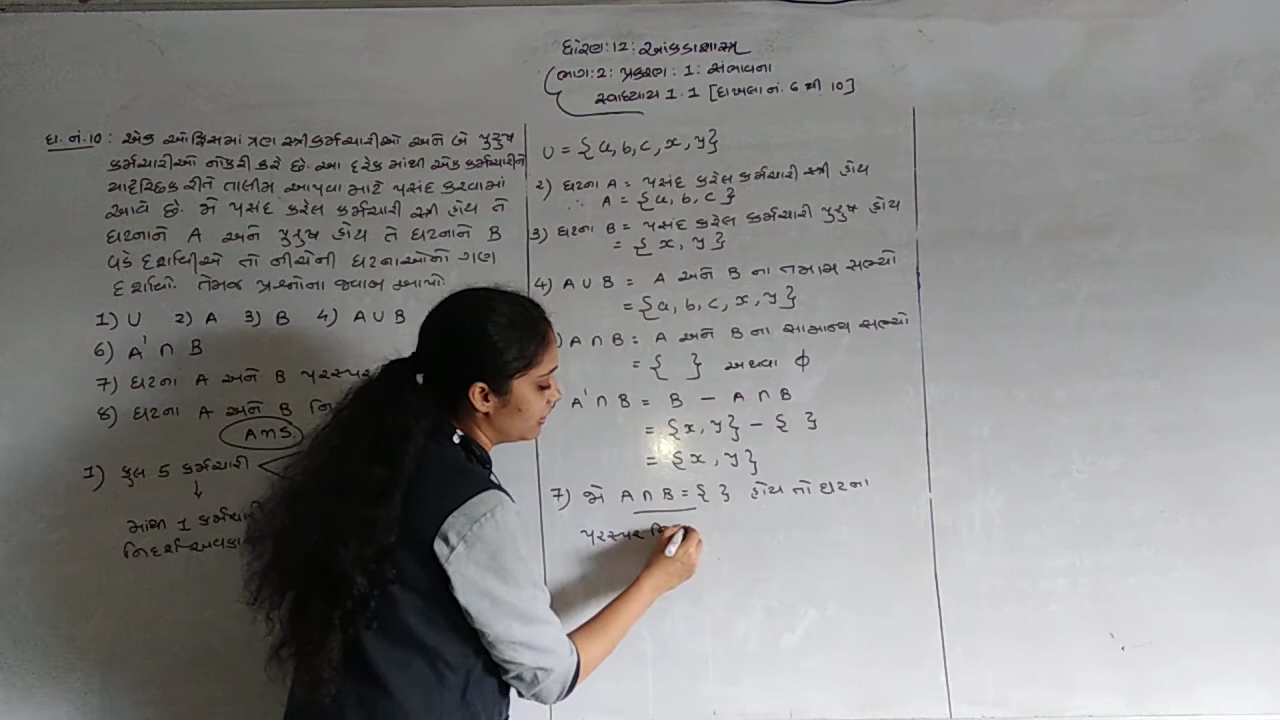 ધોરણ:12: આંકડાશાસ્ત્ર
ભાગ:2: પ્રકરણ: 1: સંભાવના
સ્વાધ્યાય 1.1 [દાખલા નં. 6 થી 10]
દા.નં.10: એક ઓફિસમાં ત્રણ સ્ત્રીકર્મચારીઓ અને બે પુરુષ
કર્મચારીઓ નોકરી કરે છે. આ દરેક માંથી એક કર્મચારીને
યાદૃચ્છિક રીતે તાલીમ આપવા માટે પસંદ કરવામાં
આવે છે. જો પસંદ કરેલ કર્મચારી સ્ત્રી હોય તે
ઘટનાને A અને પુરુષ હોય તે ઘટનાને B
વડે દર્શાવીએ તો નીચેની ઘટનાઓનો ગણ
દર્શાવો. તેમજ પ્રશ્નોના જવાબ આપો:
1) U 2) A 3) B 4) A U B
6) A' ∩ B
7) ઘટના A અને B પરસ્પર
8) ઘટના A અને B નિ
Ans.
1) કુલ 5 કર્મચારી
↓
માંથી 1 કર્મચારી
નિદર્શઅવકા
U = {a, b, c, x, y}
2) ઘટના A = પસંદ કરેલ કર્મચારી સ્ત્રી હોય
∴ A = {a, b, c}
3) ઘટના B = પસંદ કરેલ કર્મચારી પુરુષ હોય
= {x, y}
4) A U B = A અને B ના તમામ સભ્યો
= {a, b, c, x, y}
) A ∩ B = A અને B ના સામાન્ય સભ્યો
= { } અથવા ϕ
A' ∩ B = B - A ∩ B
= {x, y} - { }
= {x, y}
7) જો A ∩ B = { } હોય તો ઘટના
પરસ્પર નિ